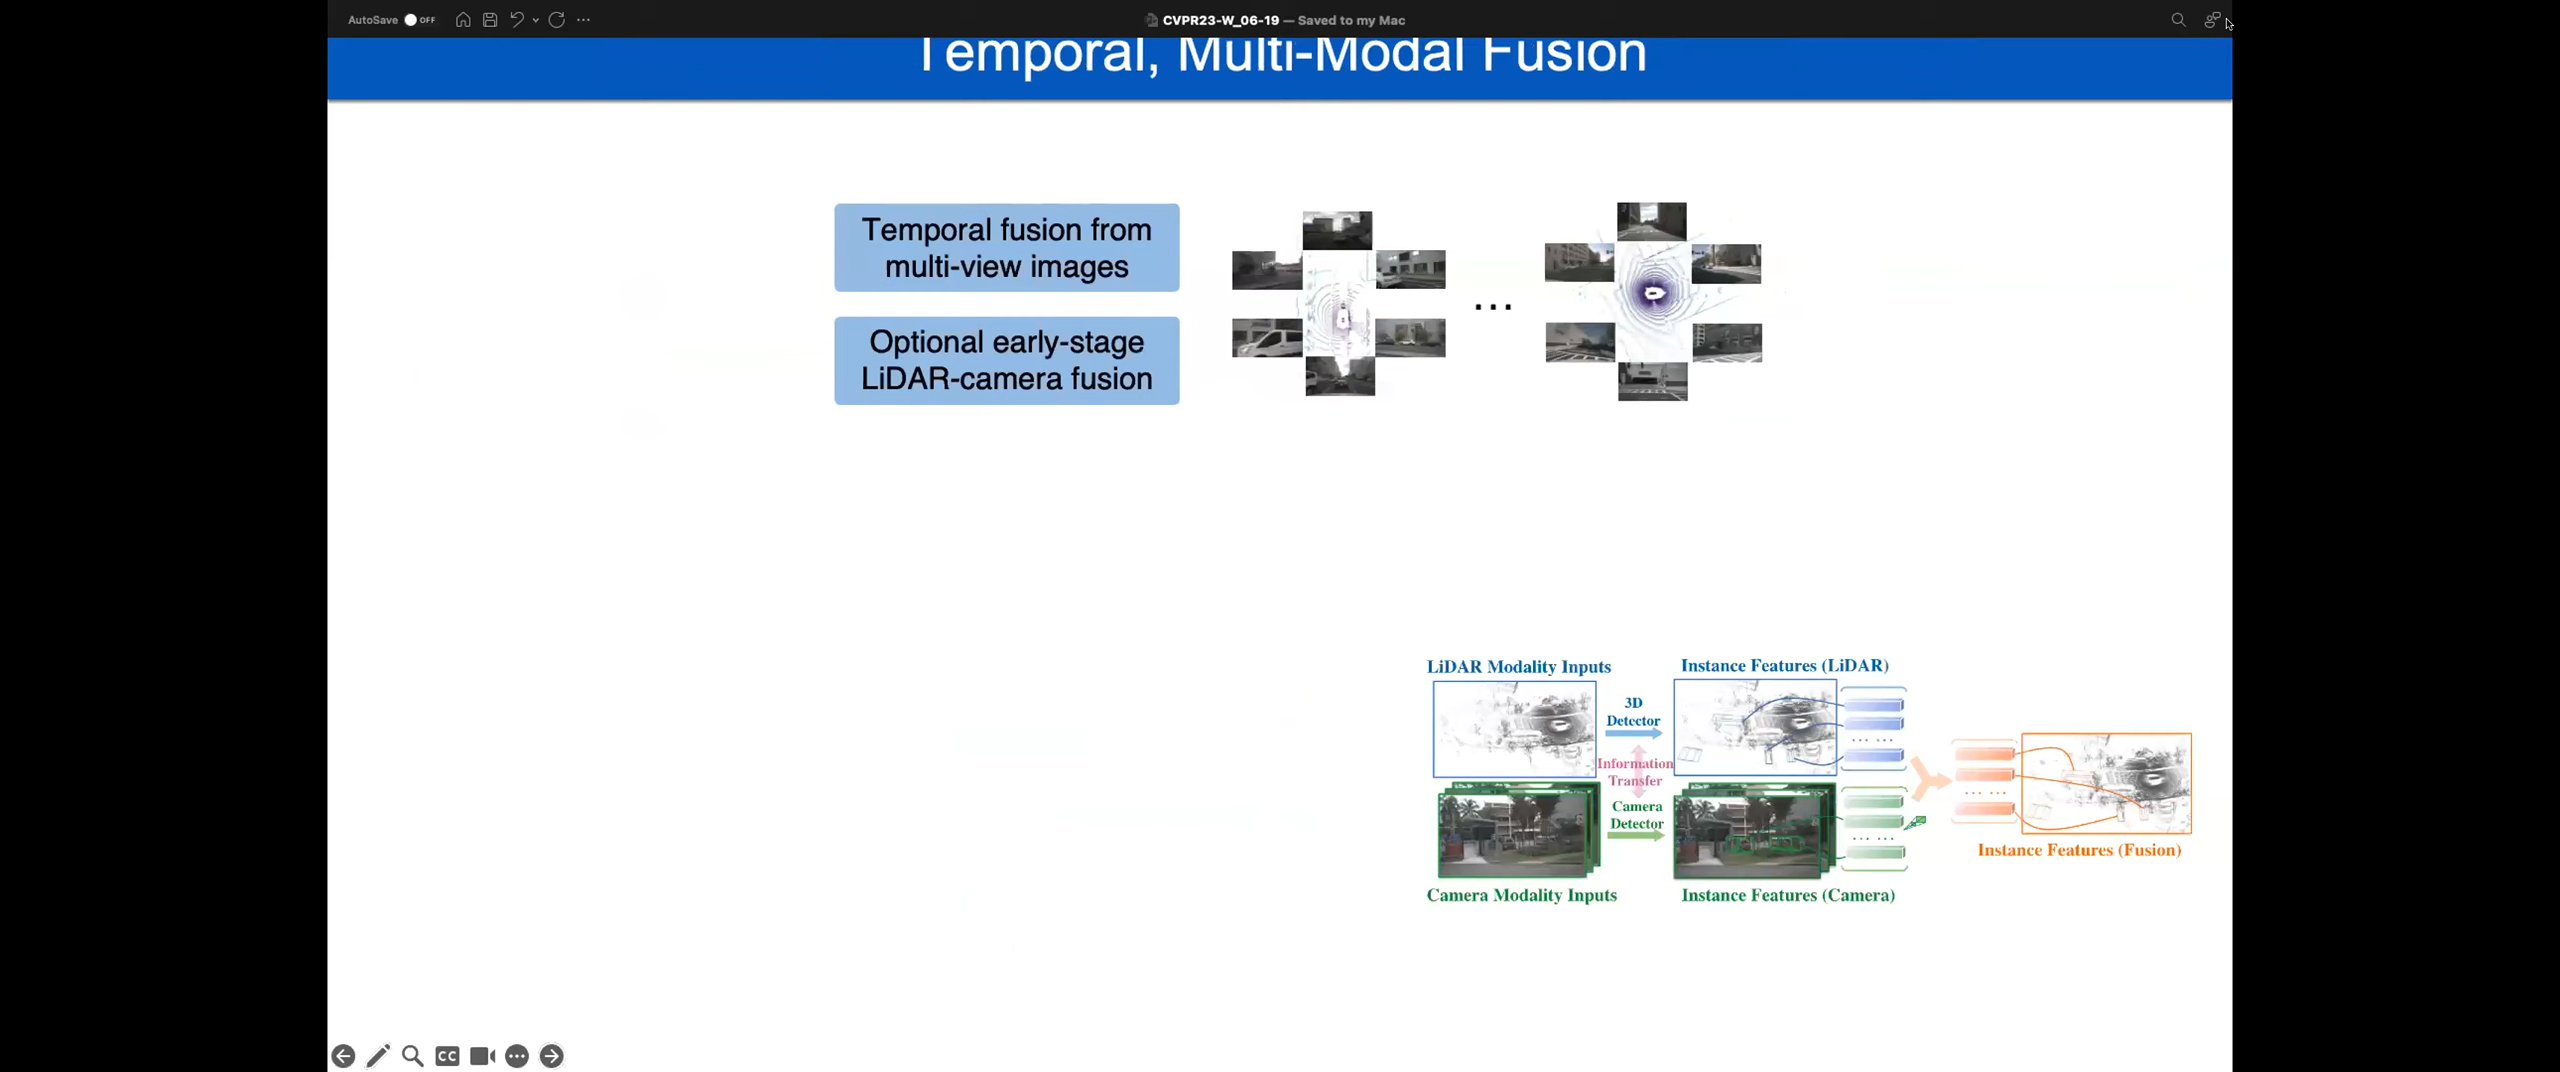 AutoSave OFF
CVPR23-W_06-19 — Saved to my Mac
Temporal, Multi-Modal Fusion
Temporal fusion from
multi-view images
...
Optional early-stage
LiDAR-camera fusion
LiDAR Modality Inputs
Instance Features (LiDAR)
3D
Detector
... ...
Information
Transfer
... ...
Camera
Detector
... ...
Instance Features (Fusion)
Camera Modality Inputs
Instance Features (Camera)
CC